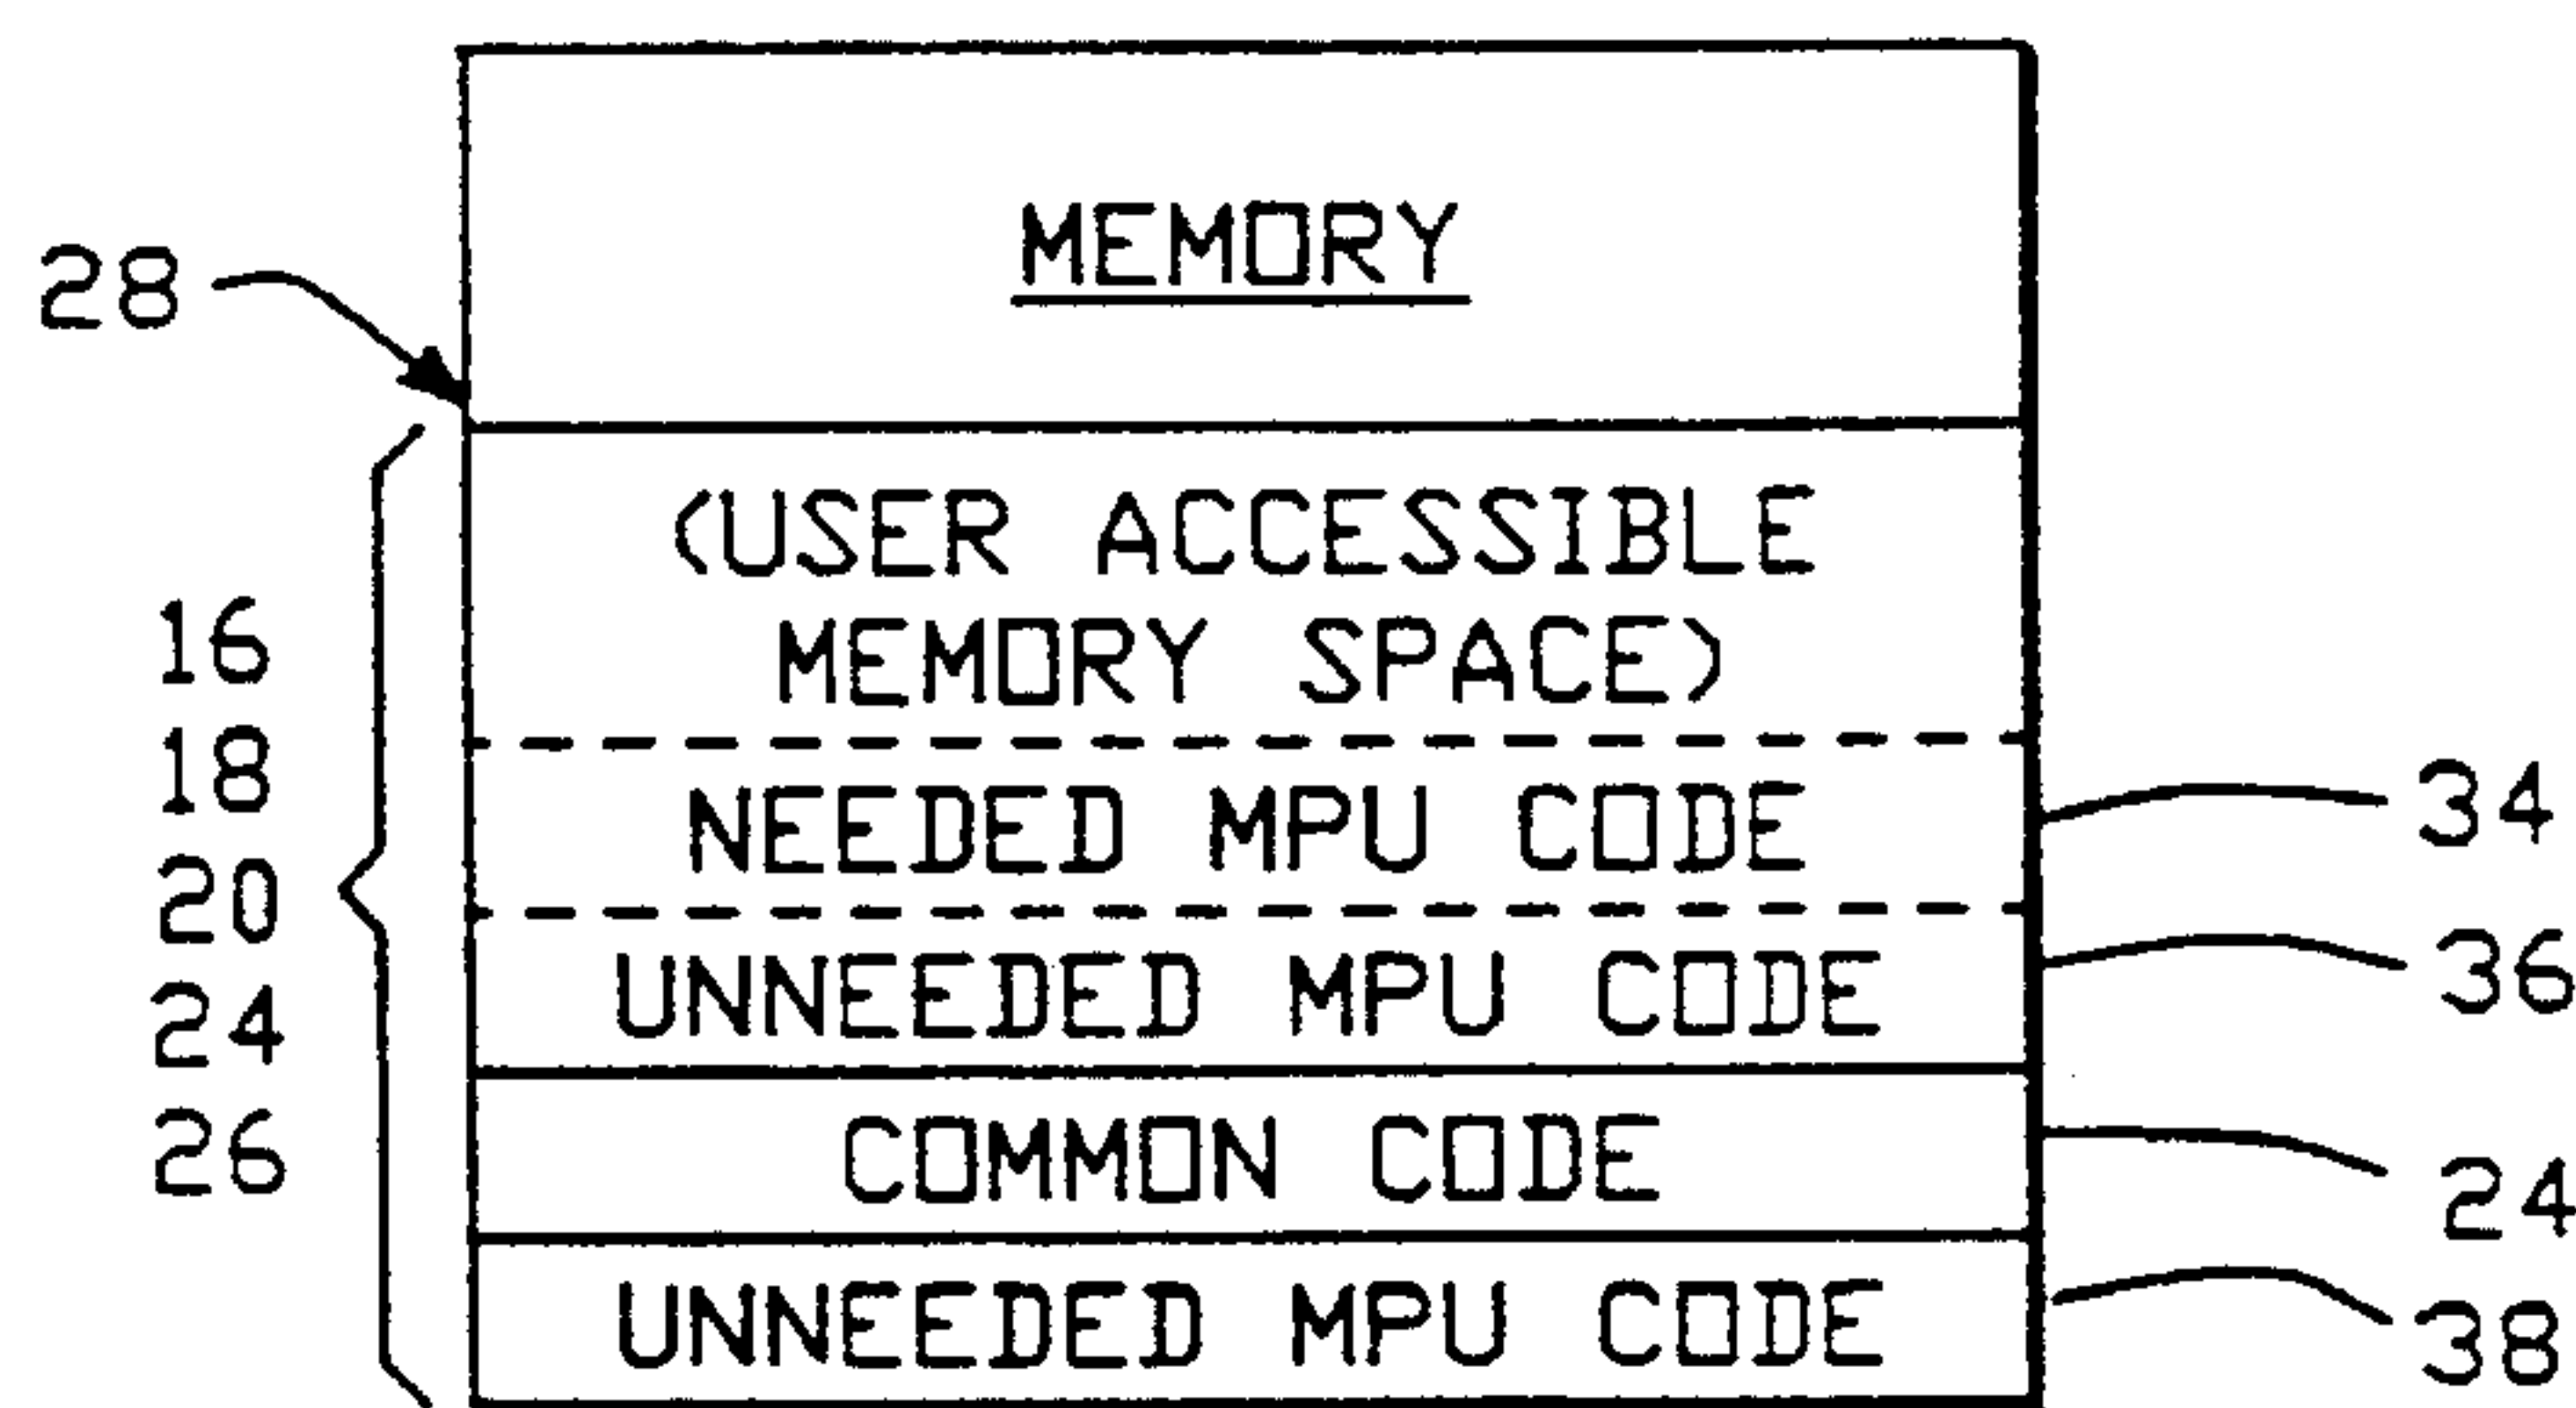 MEMORY
28
(USER ACCESSIBLE
MEMORY SPACE)
16
18
20
24
26
NEEDED MPU CODE
34
UNNEEDED MPU CODE
36
COMMON CODE
24
UNNEEDED MPU CODE
38